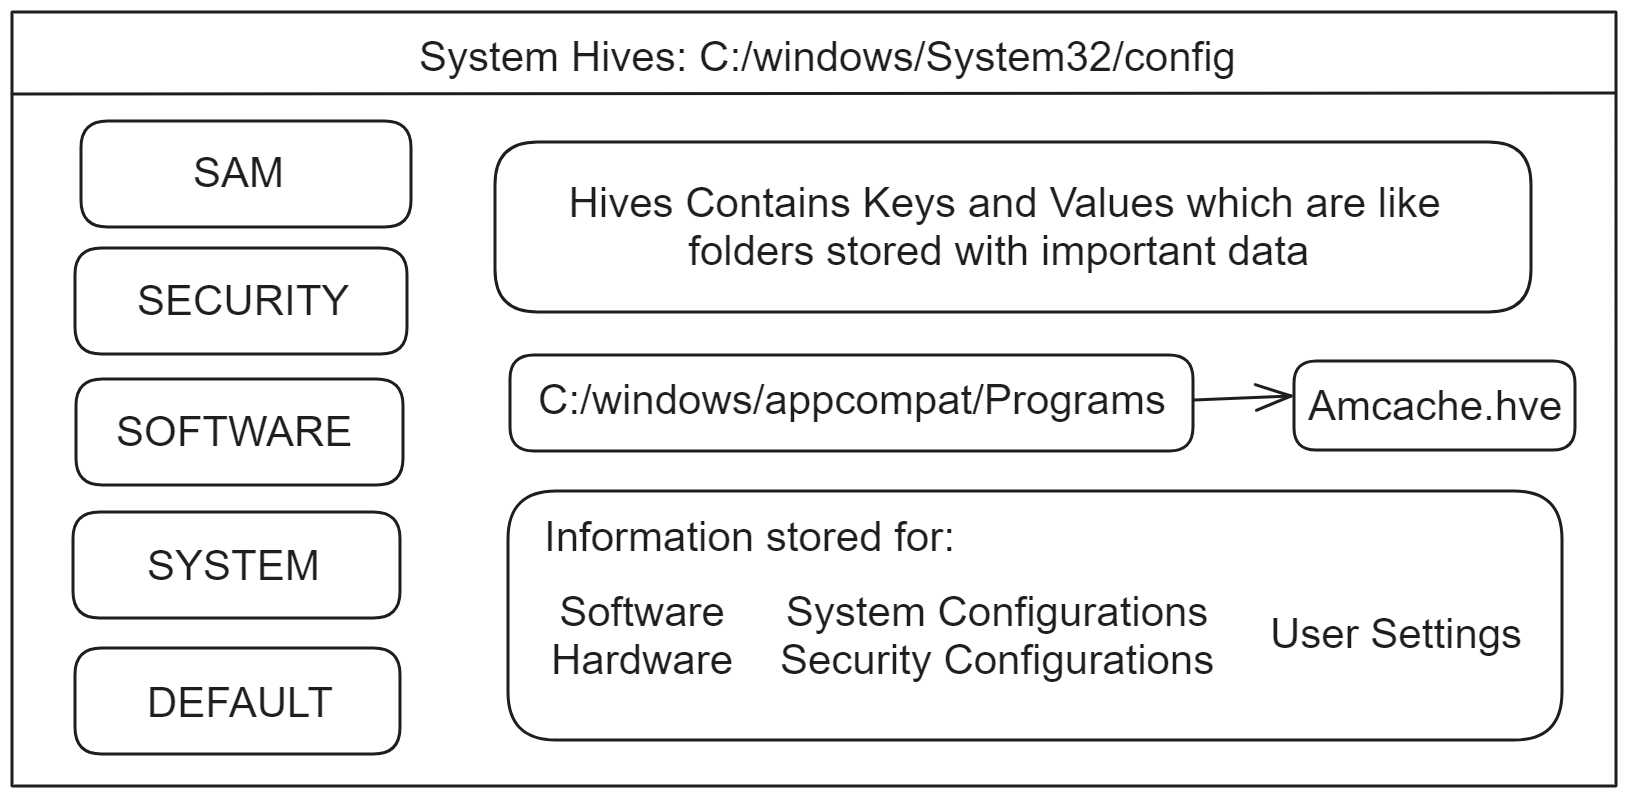 System Hives: C:/windows/System32/config
SAM
SECURITY
SOFTWARE
SYSTEM
DEFAULT
Hives Contains Keys and Values which are like
folders stored with important data
C:/windows/appcompat/Programs
Amcache.hve
Information stored for:
Software
Hardware
System Configurations
Security Configurations
User Settings